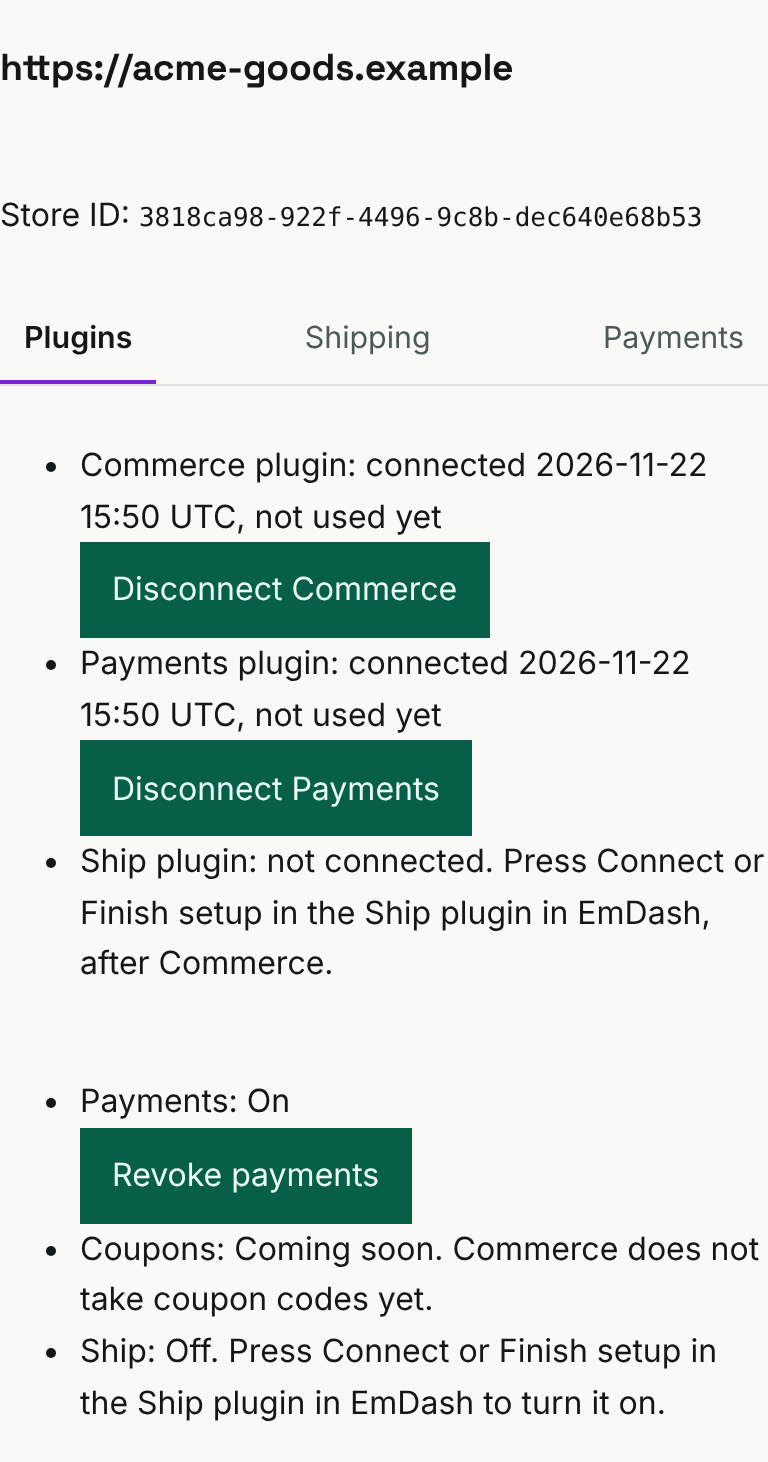 https://acme-goods.example
Store ID: 3818ca98-922f-4496-9c8b-dec640e68b53
Plugins Shipping Payments
• Commerce plugin: connected 2026-11-22
15:50 UTC, not used yet
Disconnect Commerce
• Payments plugin: connected 2026-11-22
15:50 UTC, not used yet
Disconnect Payments
• Ship plugin: not connected. Press Connect or
Finish setup in the Ship plugin in EmDash,
after Commerce.
• Payments: On
Revoke payments
• Coupons: Coming soon. Commerce does not
take coupon codes yet.
• Ship: Off. Press Connect or Finish setup in
the Ship plugin in EmDash to turn it on.